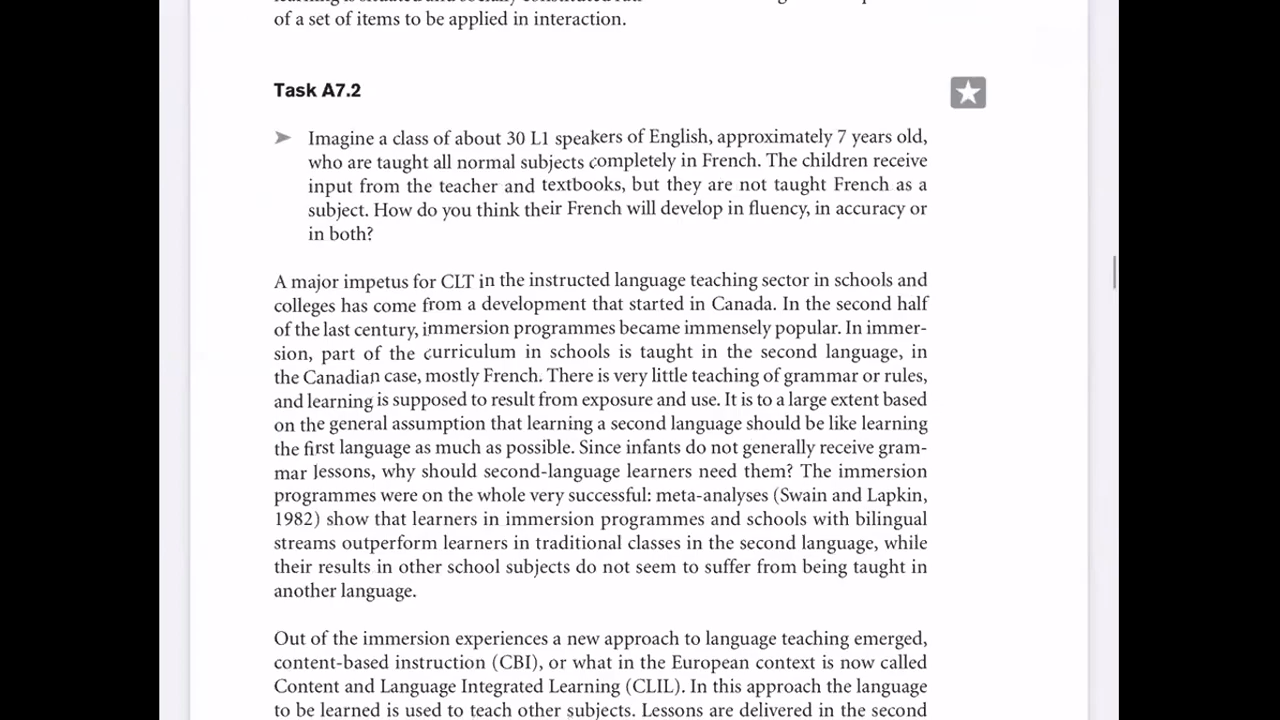 of a set of items to be applied in interaction.
Task A7.2
Imagine a class of about 30 L1 speakers of English, approximately 7 years old,
who are taught all normal subjects completely in French. The children receive
input from the teacher and textbooks, but they are not taught French as a
subject. How do you think their French will develop in fluency, in accuracy or
in both?
A major impetus for CLT in the instructed language teaching sector in schools and
colleges has come from a development that started in Canada. In the second half
of the last century, immersion programmes became immensely popular. In immer-
sion, part of the curriculum in schools is taught in the second language, in
the Canadian case, mostly French. There is very little teaching of grammar or rules,
and learning is supposed to result from exposure and use. It is to a large extent based
on the general assumption that learning a second language should be like learning
the first language as much as possible. Since infants do not generally receive gram-
mar lessons, why should second-language learners need them? The immersion
programmes were on the whole very successful: meta-analyses (Swain and Lapkin,
1982) show that learners in immersion programmes and schools with bilingual
streams outperform learners in traditional classes in the second language, while
their results in other school subjects do not seem to suffer from being taught in
another language.
Out of the immersion experiences a new approach to language teaching emerged,
content-based instruction (CBI), or what in the European context is now called
Content and Language Integrated Learning (CLIL). In this approach the language
to be learned is used to teach other subjects. Lessons are delivered in the second